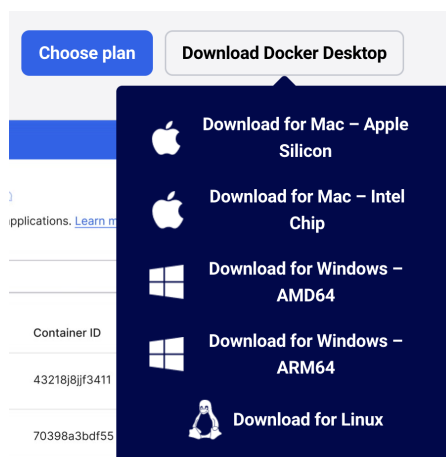 Choose plan
Download Docker Desktop
Download for Mac – Apple
Silicon
Download for Mac – Intel
Chip
Download for Windows –
AMD64
Download for Windows –
ARM64
Download for Linux
applications. Learn m
Container ID
43218j8jjf3411
70398a3bdf55